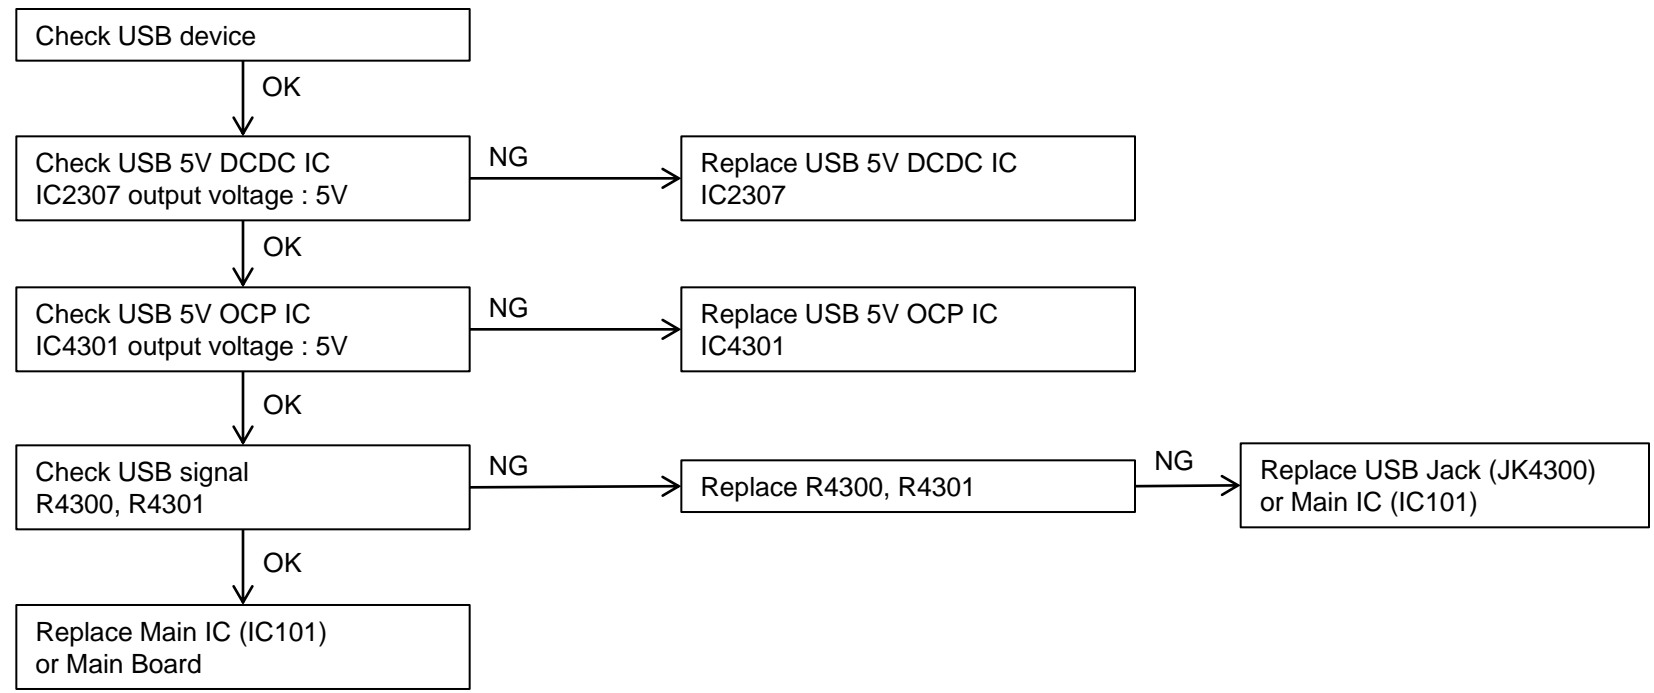 Check USB device
OK
Check USB 5V DCDC IC
IC2307 output voltage : 5V
NG
Replace USB 5V DCDC IC
IC2307
OK
Check USB 5V OCP IC
IC4301 output voltage : 5V
NG
Replace USB 5V OCP IC
IC4301
OK
Check USB signal
R4300, R4301
NG
Replace R4300, R4301
NG
Replace USB Jack (JK4300)
or Main IC (IC101)
OK
Replace Main IC (IC101)
or Main Board